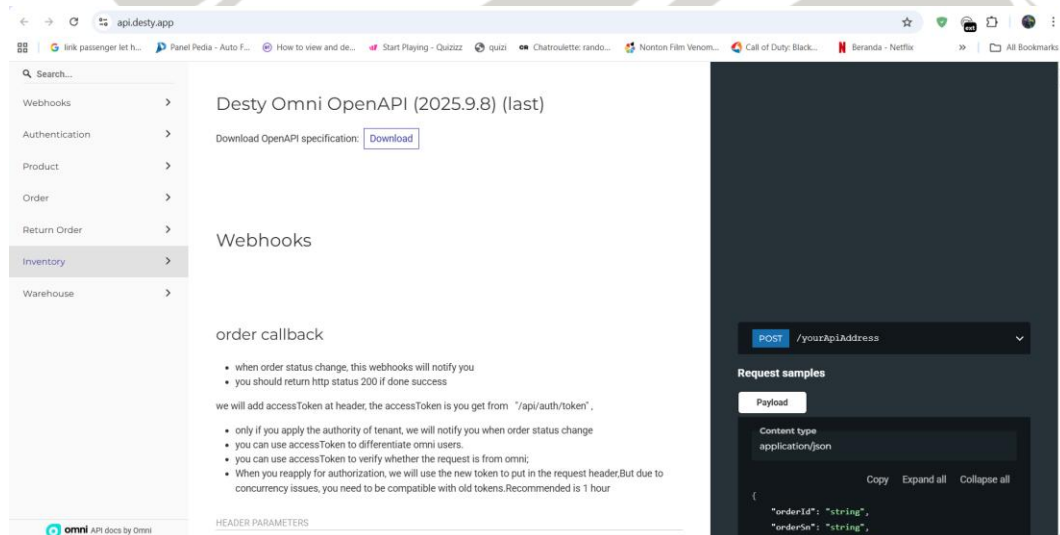 api.desty.app
lirik passenger let h...
Panel Pedia - Auto F...
How to view and de...
Start Playing - Quizizz
quizi
Chatroulette: rando...
Nonton Film Venom...
Call of Duty: Black...
Beranda - Netflix
»
All Bookmarks
Search...
Webhooks
Authentication
Product
Order
Return Order
Inventory
Warehouse
omni API docs by Omni
Desty Omni OpenAPI (2025.9.8) (last)
Download OpenAPI specification: Download
Webhooks
order callback
• when order status change, this webhooks will notify you
• you should return http status 200 if done success
we will add accessToken at header, the accessToken is you get from "/api/auth/token" ,
• only if you apply the authority of tenant, we will notify you when order status change
• you can use accessToken to differentiate omni users.
• you can use accessToken to verify whether the request is from omni;
• When you reapply for authorization, we will use the new token to put in the request header,But due to
concurrency issues, you need to be compatible with old tokens.Recommended is 1 hour
HEADER PARAMETERS
POST /yourApiAddress
Request samples
Payload
Content type
application/json
Copy Expand all Collapse all
{
"orderId": "string",
"orderSn": "string",